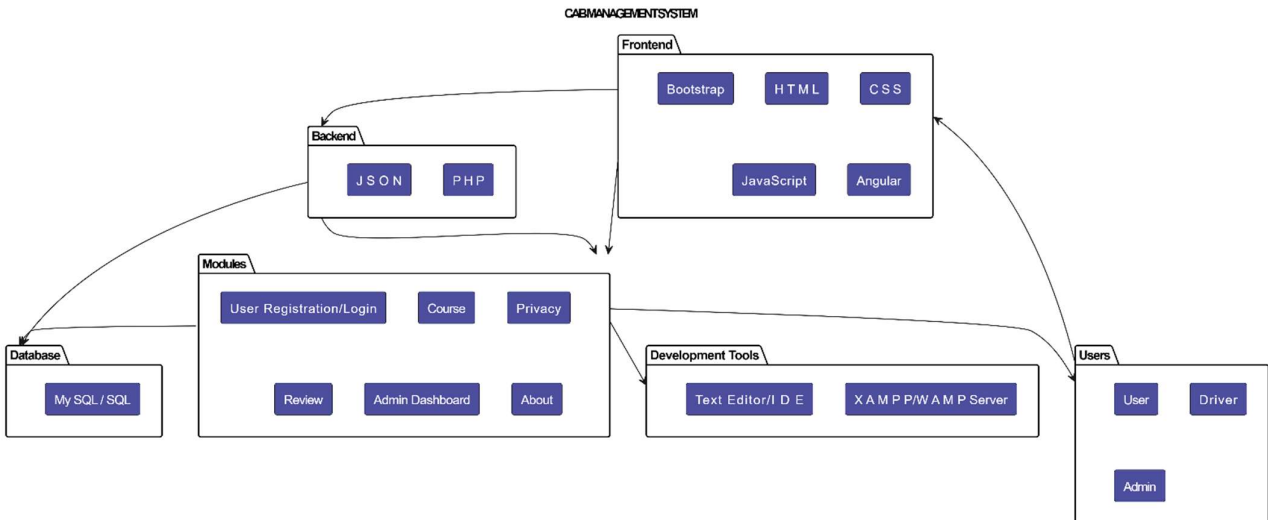 CABMANAGEMENTSYSTEM
Frontend
Bootstrap
H T M L
C S S
JavaScript
Angular
Backend
J S O N
P H P
Modules
User Registration/Login
Course
Privacy
Review
Admin Dashboard
About
Database
My SQL / SQL
Development Tools
Text Editor/I D E
X A M P P/W A M P Server
Users
User
Driver
Admin